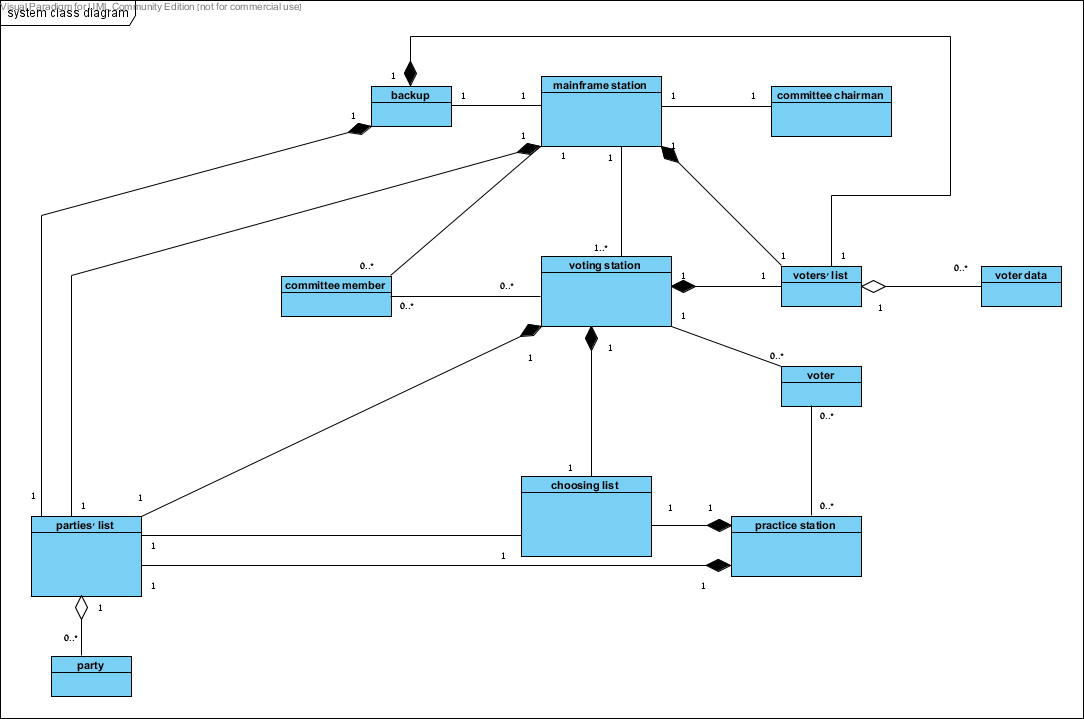 Visual Paradigm for UML Community Edition [not for commercial use]
system class diagram
1
backup
1
1
mainframe station
1
1
committee chairman
1
1
1
1
1
0..*
1..*
1
1
committee member
0..*
0..*
voting station
1
1
voters' list
1
0..*
voter data
1
1
1
0..*
voter
0..*
1
choosing list
1
1
0..*
practice station
1
1
1
parties' list
1
1
1
1
1
0..*
party